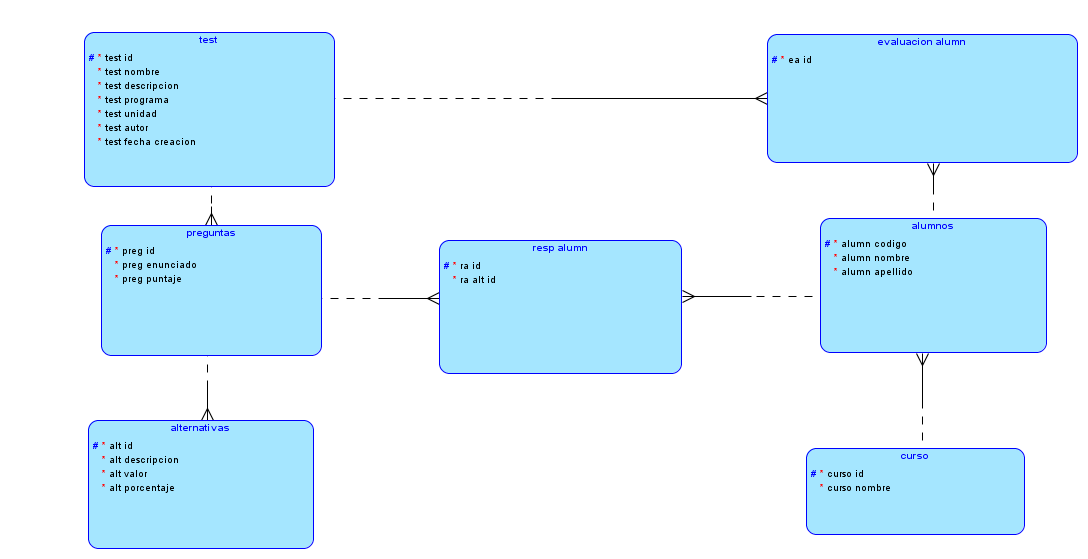 test
# * test id
* test nombre
* test descripcion
* test programa
* test unidad
* test autor
* test fecha creacion
evaluacion alumn
# * ea id
preguntas
# * preg id
* preg enunciado
* preg puntaje
resp alumn
# * ra id
* ra alt id
alumnos
# * alumn codigo
* alumn nombre
* alumn apellido
alternativas
# * alt id
* alt descripcion
* alt valor
* alt porcentaje
curso
# * curso id
* curso nombre